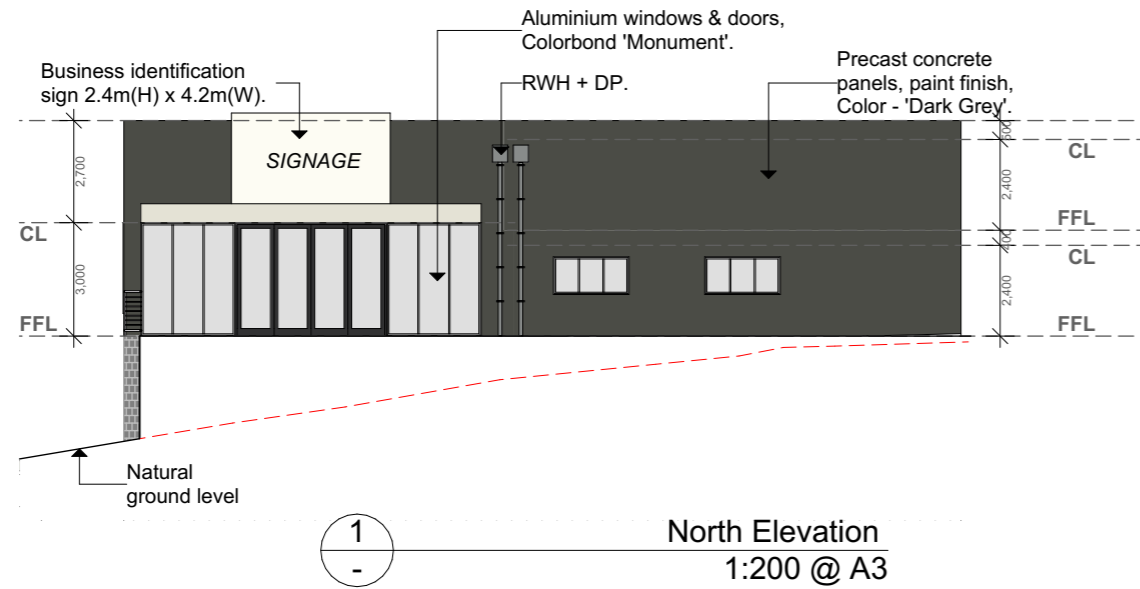 Aluminium windows & doors,
Colorbond 'Monument'.
Business identification
sign 2.4m(H) x 4.2m(W).
RWH + DP.
Precast concrete
panels, paint finish,
Color - 'Dark Grey'.
SIGNAGE
2,700
CL
3,000
FFL
CL
2,400
FFL
CL
2,400
FFL
Natural
ground level
1
-
North Elevation
1:200 @ A3